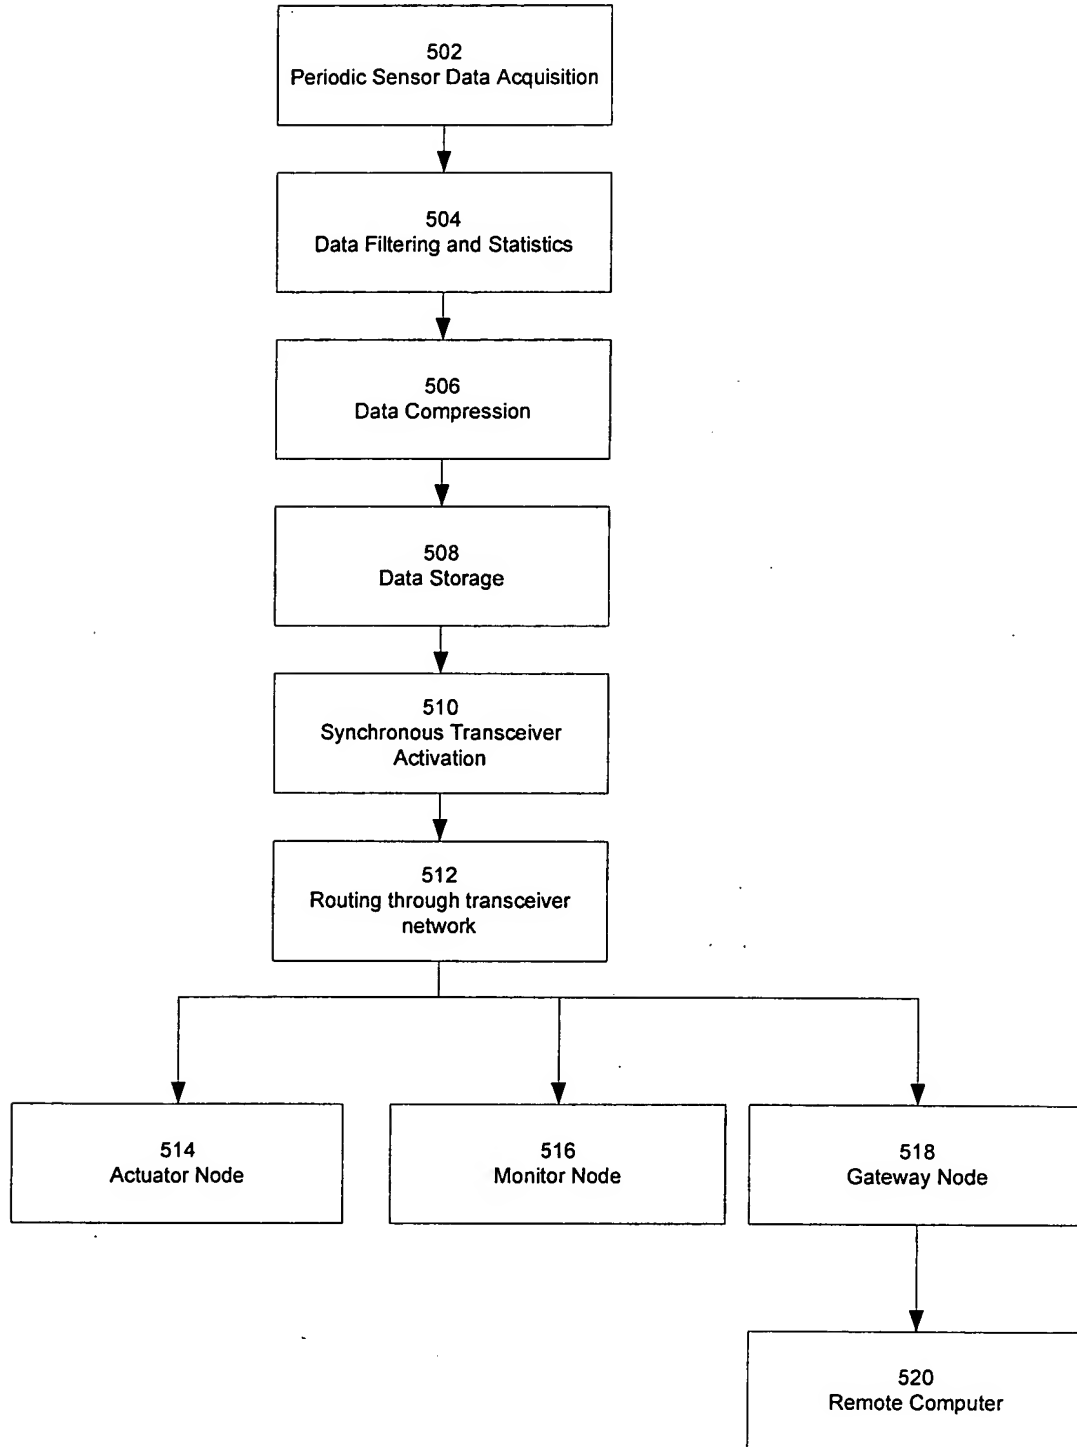 502
Periodic Sensor Data Acquisition
504
Data Filtering and Statistics
506
Data Compression
508
Data Storage
510
Synchronous Transceiver
Activation
512
Routing through transceiver
network
514
Actuator Node
516
Monitor Node
518
Gateway Node
520
Remote Computer